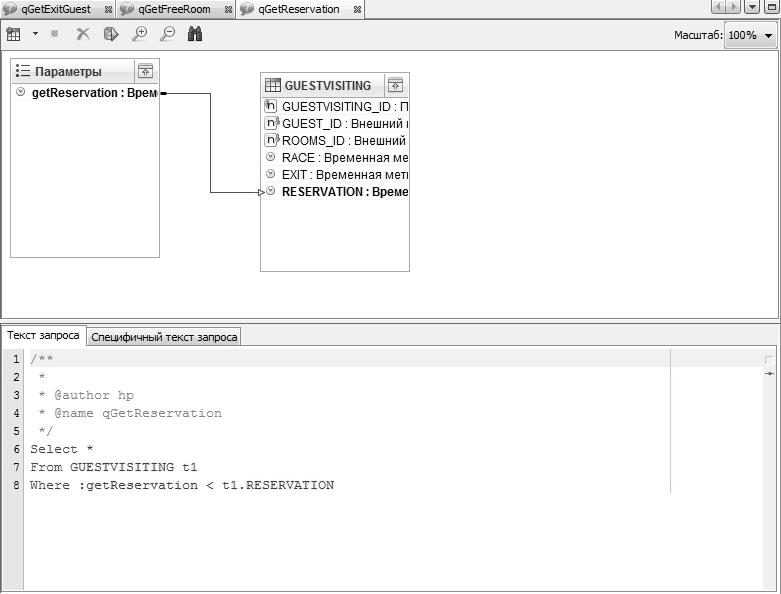 qGetExitGuest qGetFreeRoom qGetReservation
Масштаб: 100%
Параметры
getReservation : Врем
GUESTVISITING
GUESTVISITING_ID : П
GUEST_ID : Внешний
ROOMS_ID : Внешний
RACE : Временная ме
EXIT : Временная мет
RESERVATION : Време
Текст запроса Специфичный текст запроса
1 /**
2 *
3 * @author hp
4 * @name qGetReservation
5 */
6 Select *
7 From GUESTVISITING t1
8 Where :getReservation < t1.RESERVATION